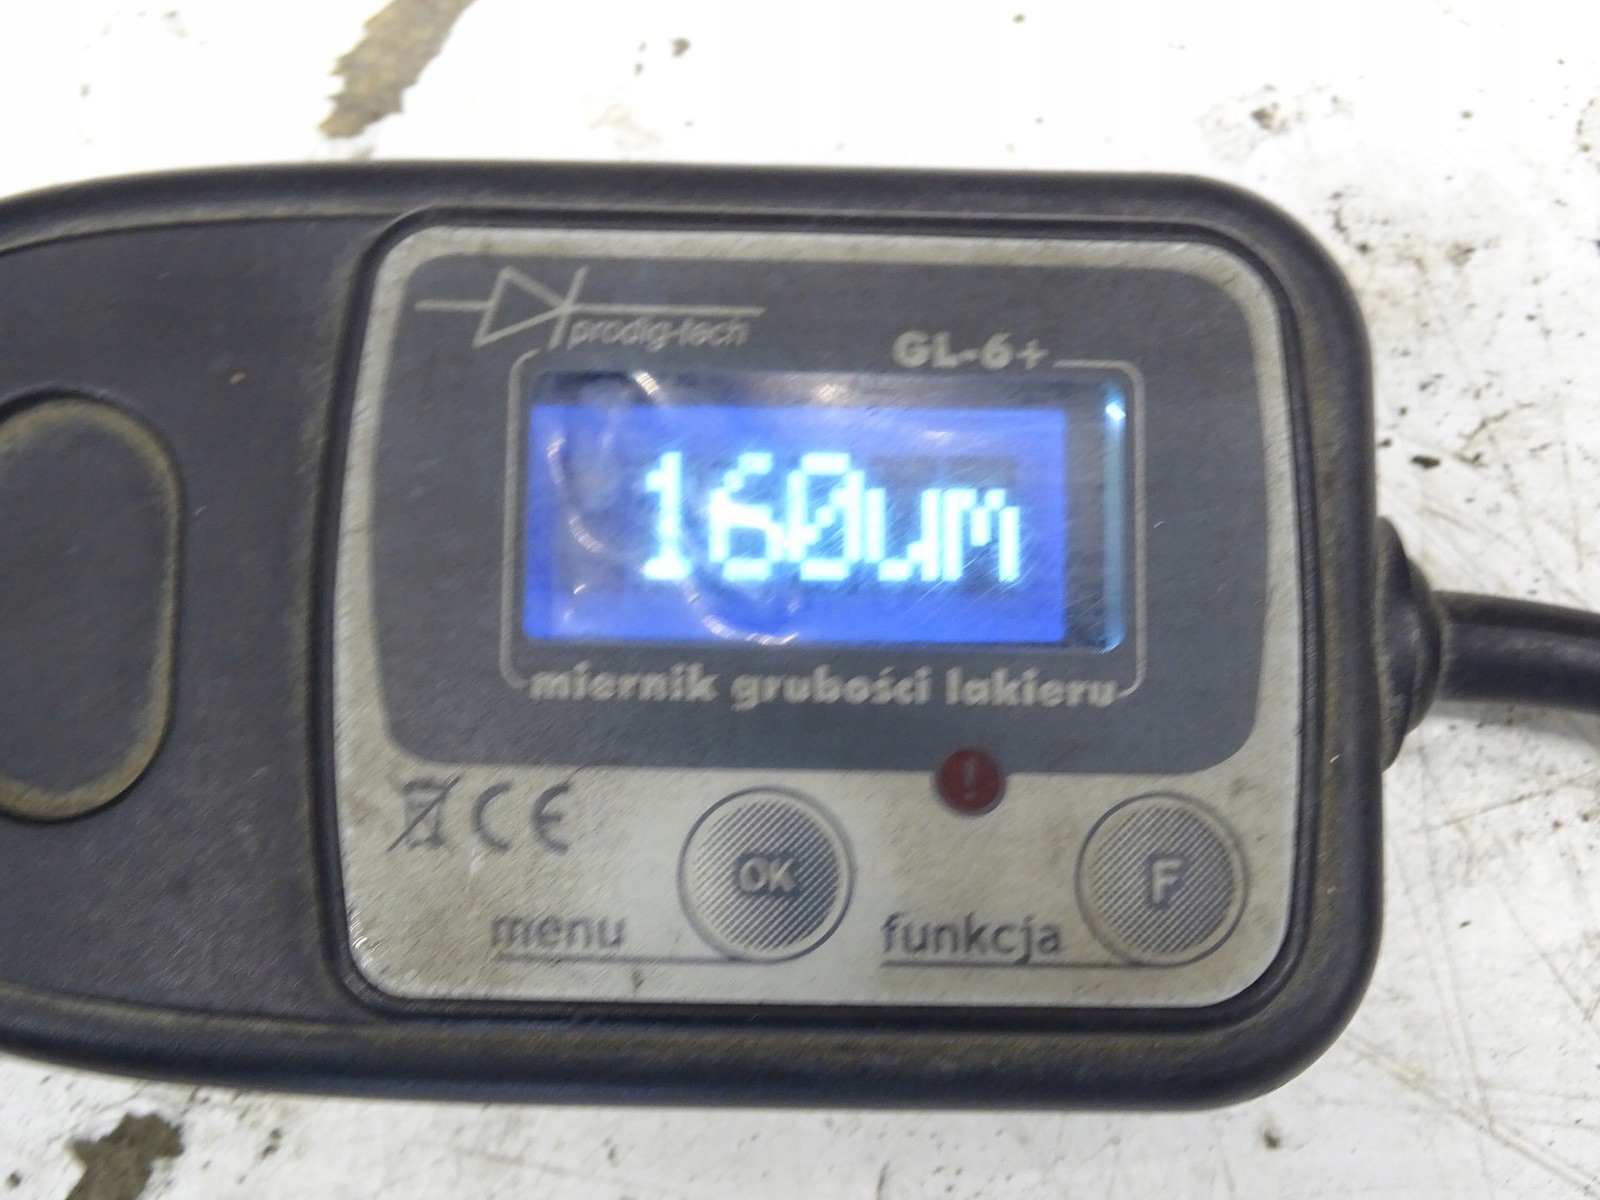 prodig-tech
GL-6+
160um
miernik grubości lakieru
!
CE
OK
F
menu
funkcja